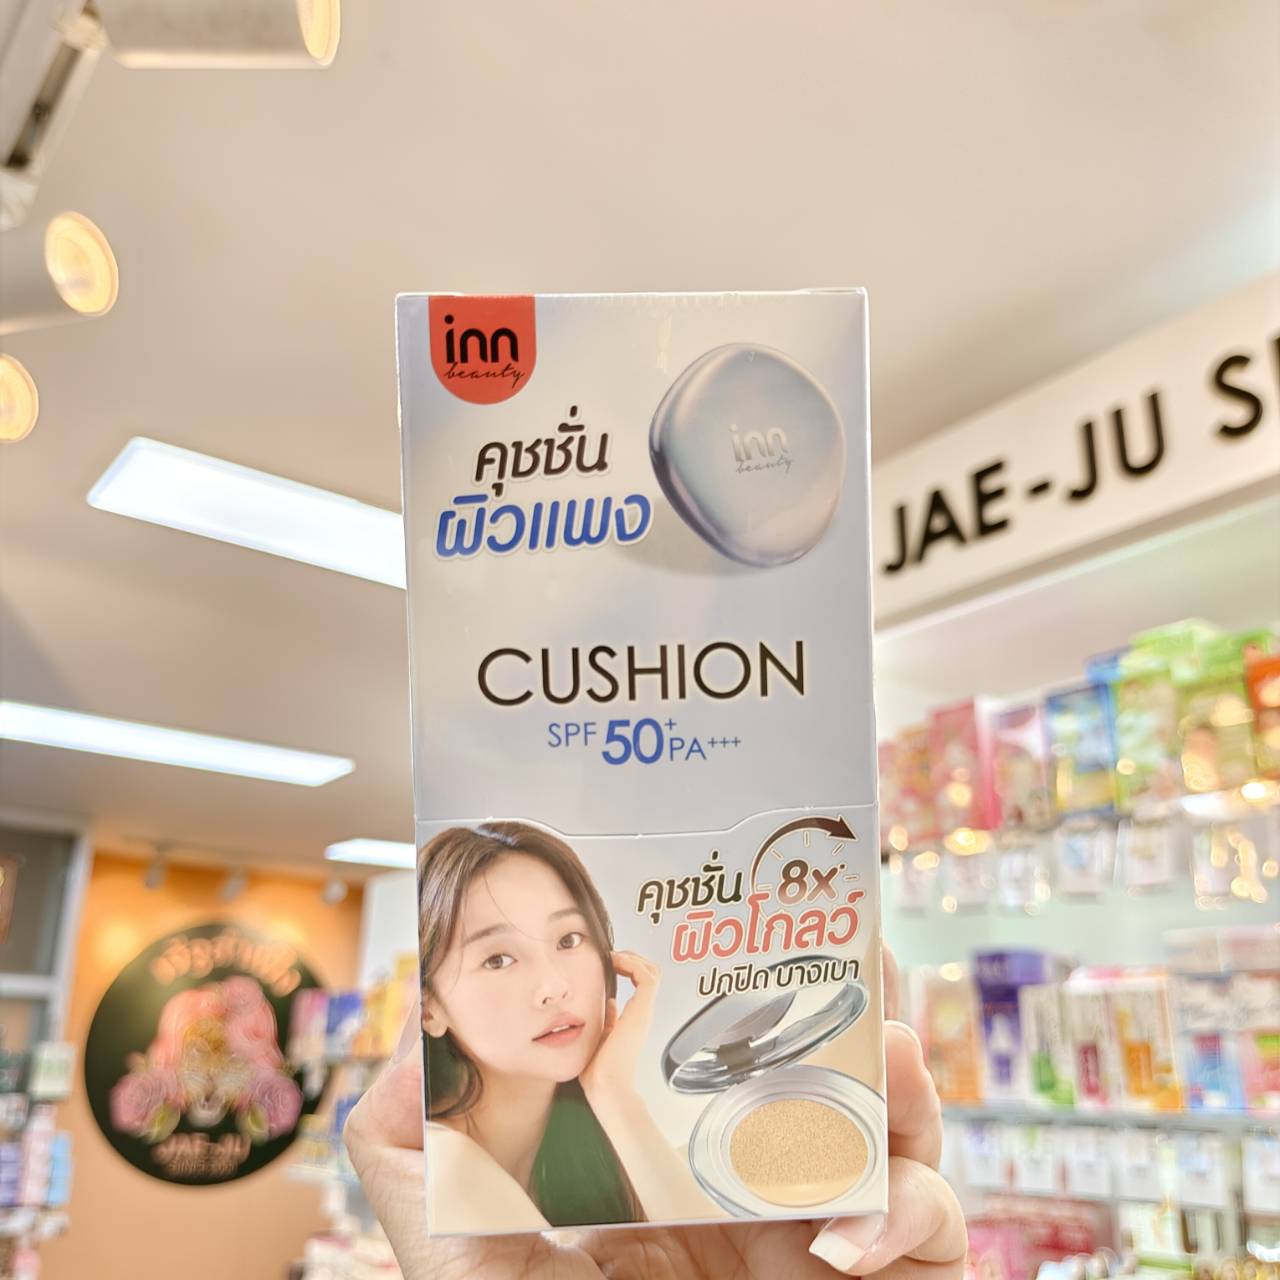 inn
beauty
คุชชั่น
ผิวแพง
inn
beauty
CUSHION
SPF 50+ PA+++
คุชชั่น 8x*
ผิวโกลว์
ปกปิด บางเบา
JAE-JU
JAE-JU